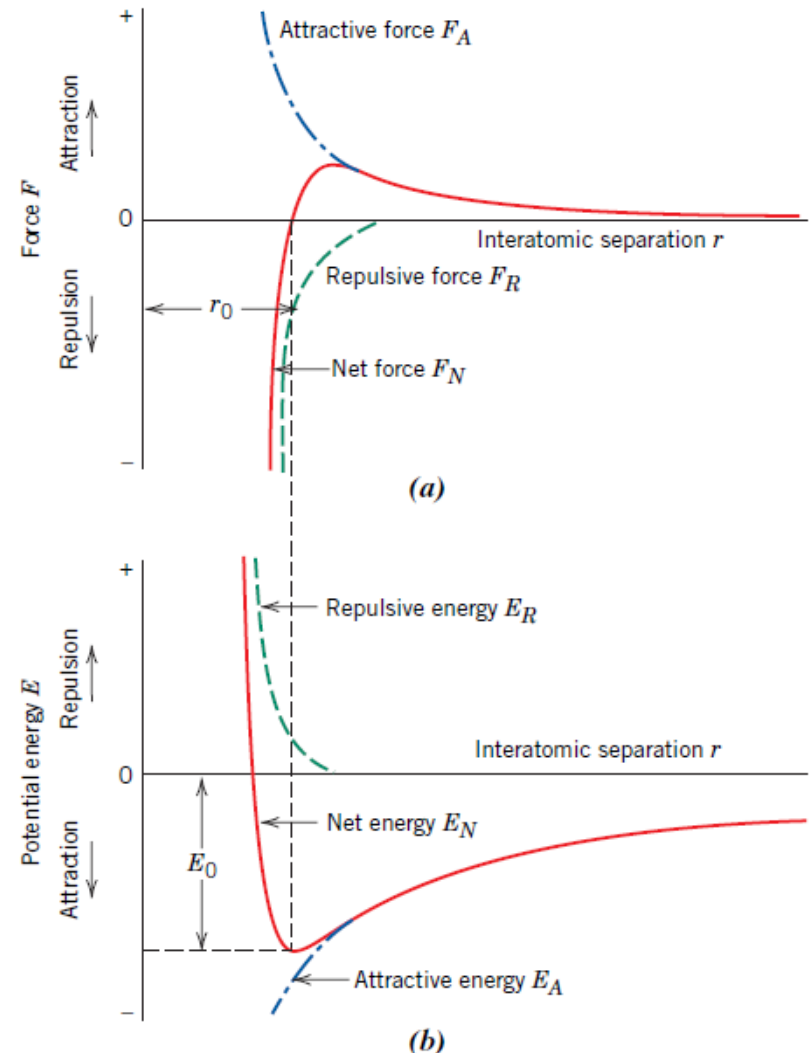 +
Attractive force F_A
Attraction
Force F
0
Interatomic separation r
Repulsive force F_R
Repulsion
r_0
Net force F_N
−
(a)
+
Repulsive energy E_R
Repulsion
Potential energy E
Interatomic separation r
0
Net energy E_N
E_0
Attraction
Attractive energy E_A
−
(b)